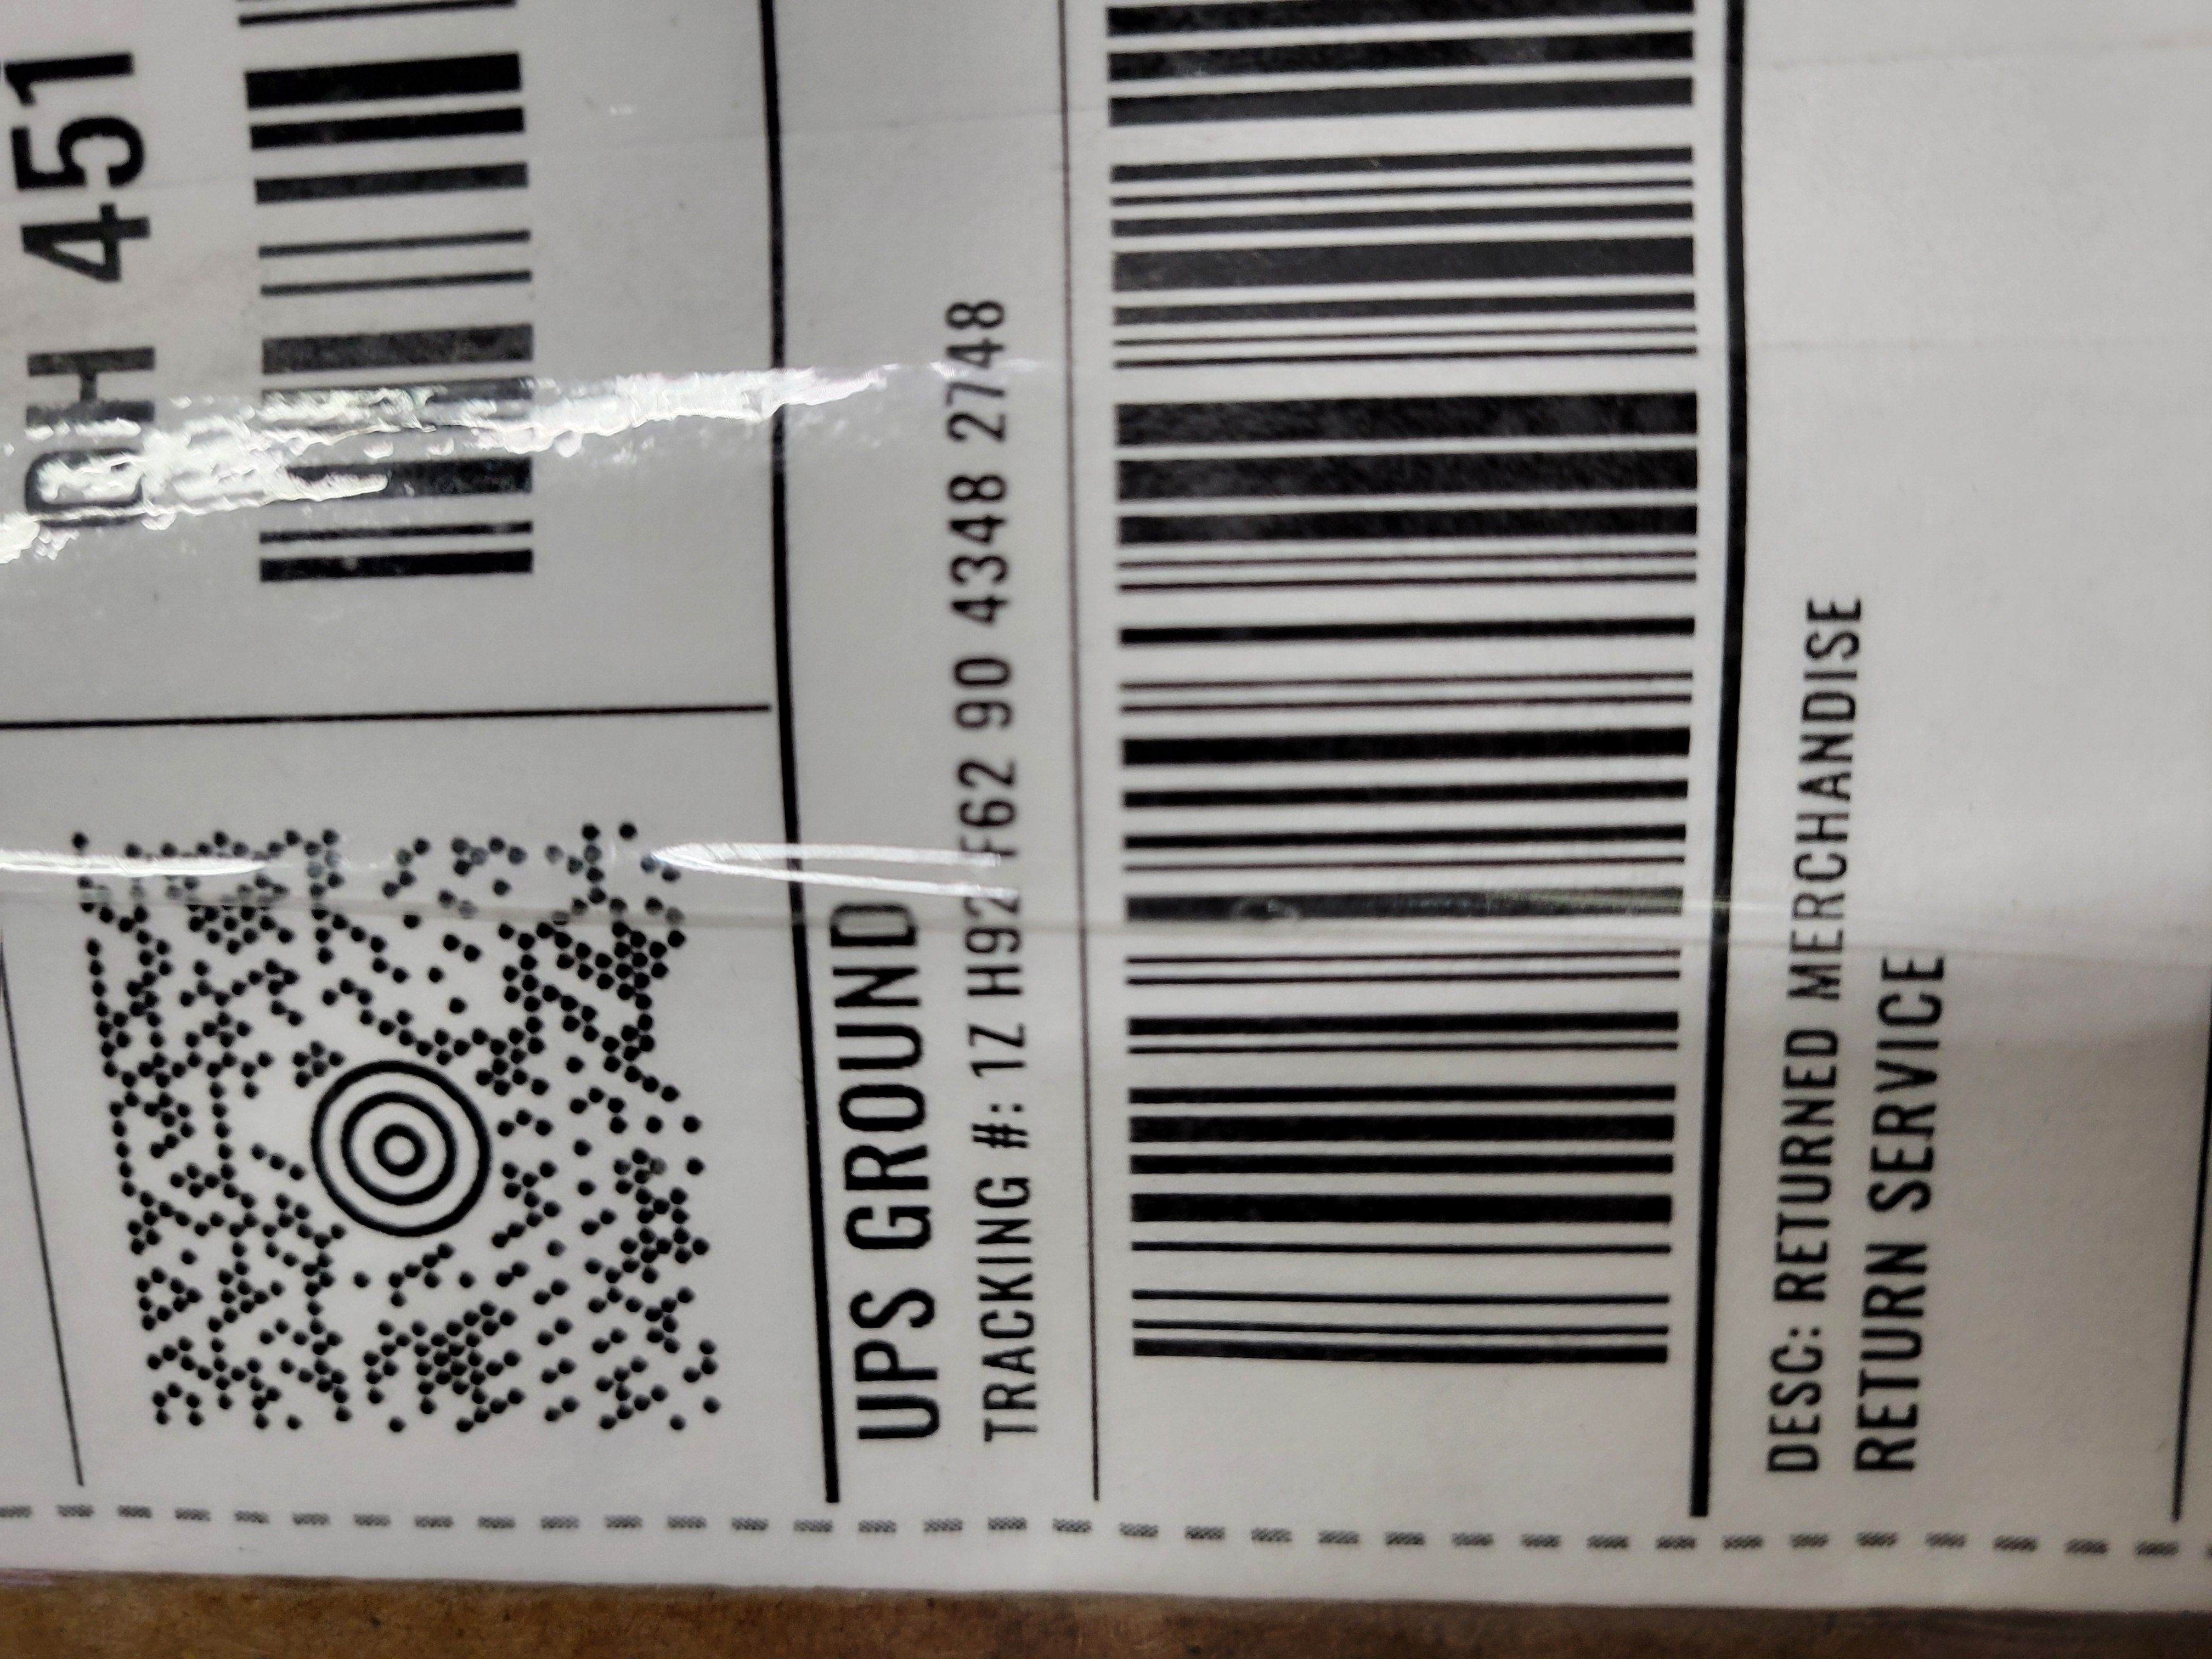 OH 451
UPS GROUND
TRACKING #: 1Z H92 F62 90 4348 2748
DESC: RETURNED MERCHANDISE
RETURN SERVICE